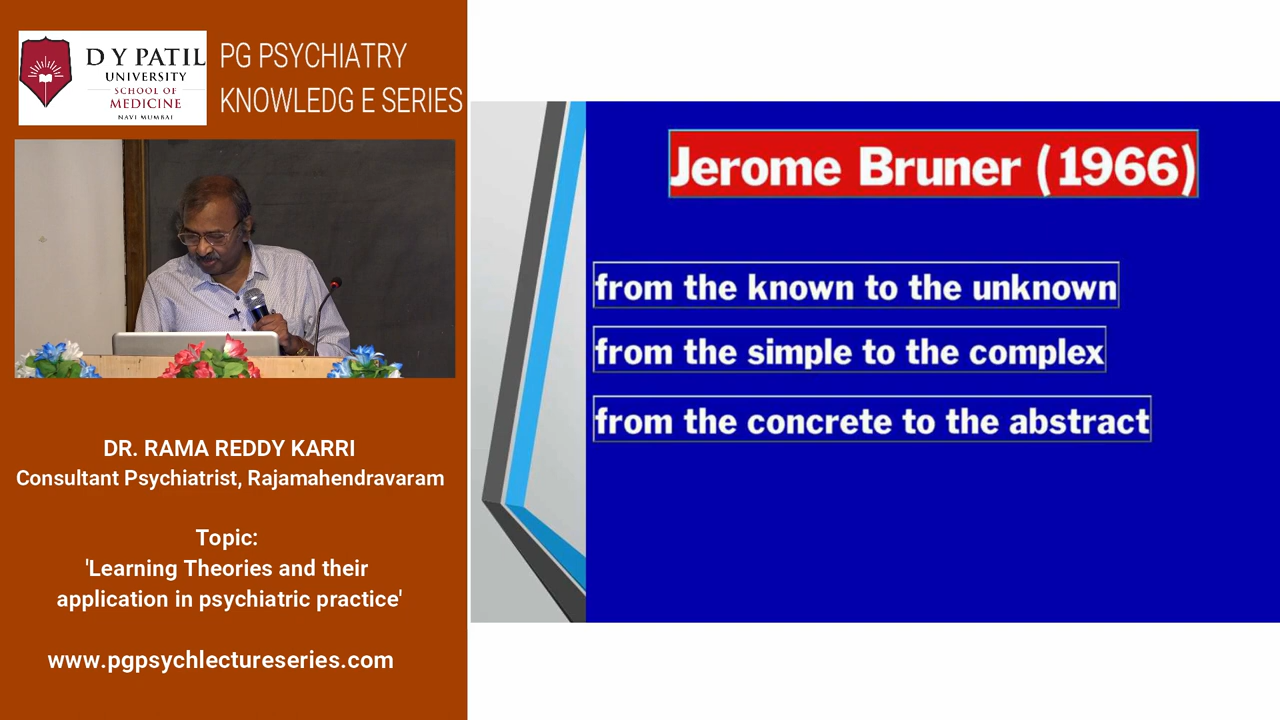 D Y PATIL
UNIVERSITY
SCHOOL OF
MEDICINE
NAVI MUMBAI
PG PSYCHIATRY
KNOWLEDG E SERIES
DR. RAMA REDDY KARRI
Consultant Psychiatrist, Rajamahendravaram
Topic:
'Learning Theories and their
application in psychiatric practice'
www.pgpsychlectureseries.com
Jerome Bruner (1966)
from the known to the unknown
from the simple to the complex
from the concrete to the abstract